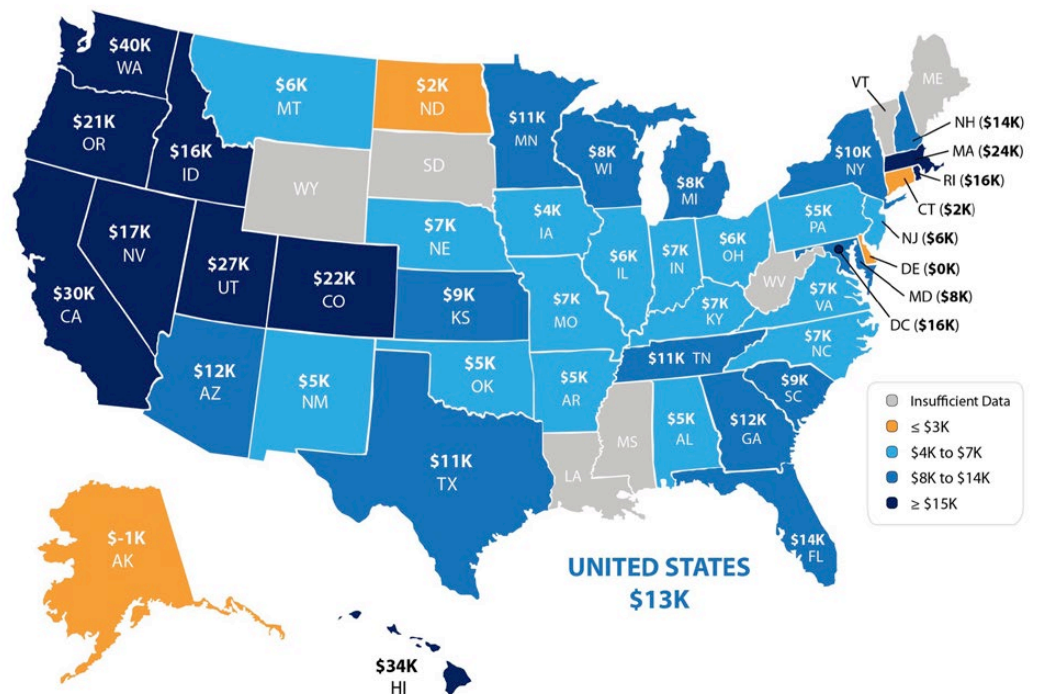 $40K
WA
$21K
OR
$16K
ID
$6K
MT
$2K
ND
$11K
MN
WY
SD
$8K
WI
$8K
MI
$10K
NY
VT
ME
NH ($14K)
MA ($24K)
RI ($16K)
CT ($2K)
NJ ($6K)
DE ($0K)
MD ($8K)
DC ($16K)
$30K
CA
$17K
NV
$27K
UT
$22K
CO
$7K
NE
$4K
IA
$6K
IL
$7K
IN
$6K
OH
$5K
PA
WV
$7K
VA
$9K
KS
$7K
MO
$7K
KY
$7K
NC
$12K
AZ
$5K
NM
$5K
OK
$5K
AR
$11K TN
$9K
SC
$11K
TX
LA
MS
$5K
AL
$12K
GA
$14K
FL
Insufficient Data
≤ $3K
$4K to $7K
$8K to $14K
≥ $15K
$-1K
AK
$34K
HI
UNITED STATES
$13K